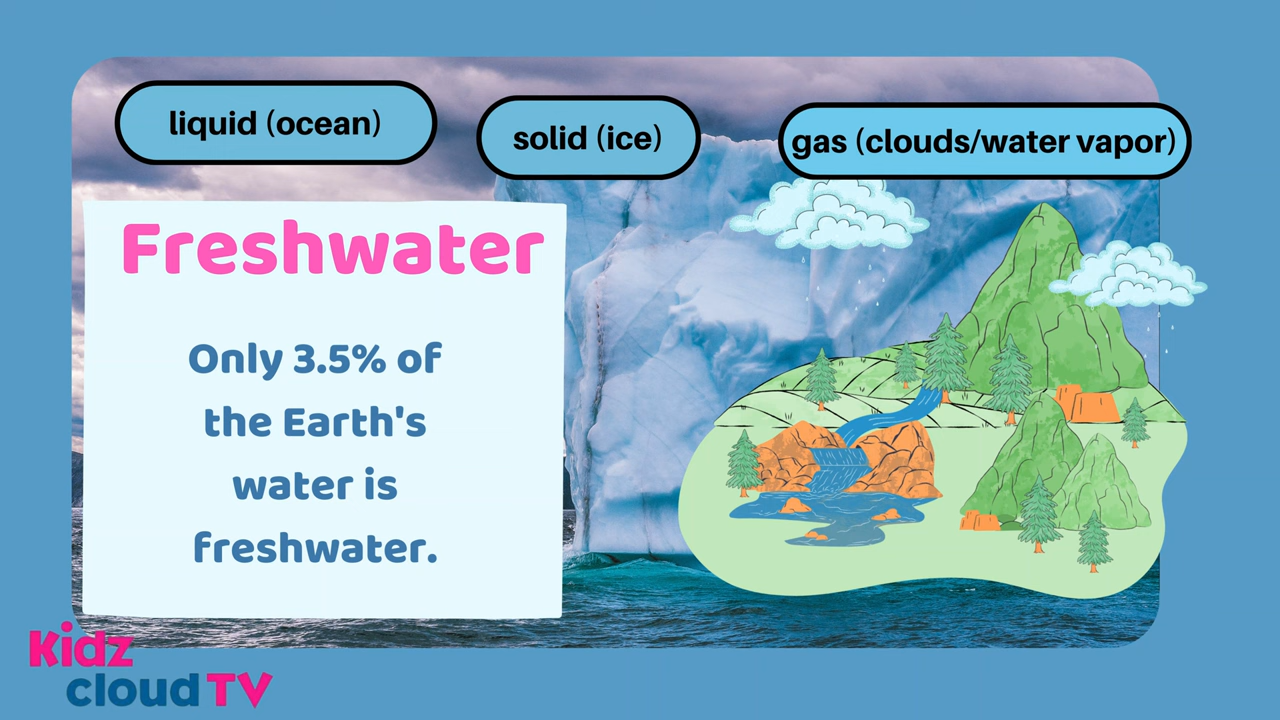 liquid (ocean)
solid (ice)
gas (clouds/water vapor)
Freshwater
Only 3.5% of
the Earth's
water is
freshwater.
Kidz
cloud TV